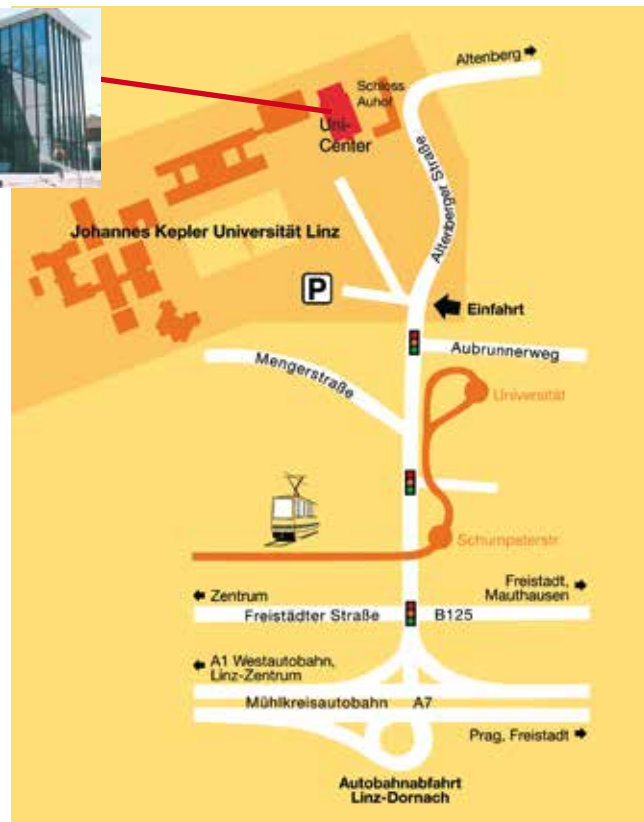 Altenberg
Schloss
Auhof
Uni-
Center
Altenberger Straße
Johannes Kepler Universität Linz
P
Einfahrt
Aubrunnerweg
Mengerstraße
Universität
Schumpeterstr.
Zentrum
Freistadt,
Mauthausen
Freistädter Straße B125
A1 Westautobahn,
Linz-Zentrum
Mühlkreisautobahn A7
Prag, Freistadt
Autobahnabfahrt
Linz-Dornach